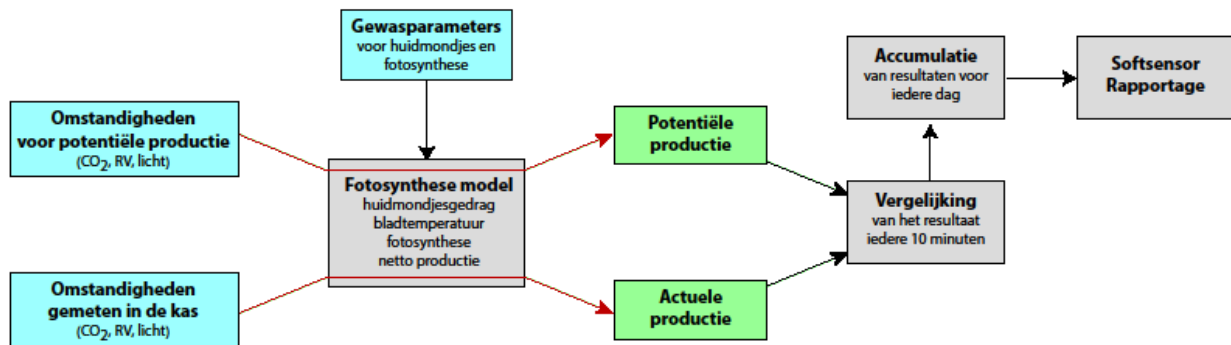 Gewasparameters
voor huidmondjes en
fotosynthese
Accumulatie
van resultaten voor
iedere dag
Softsensor
Rapportage
Omstandigheden
voor potentiële productie
(CO2, RV, licht)
Potentiële
productie
Fotosynthese model
huidmondjesgedrag
bladtemperatuur
fotosynthese
netto productie
Vergelijking
van het resultaat
iedere 10 minuten
Omstandigheden
gemeten in de kas
(CO2, RV, licht)
Actuele
productie